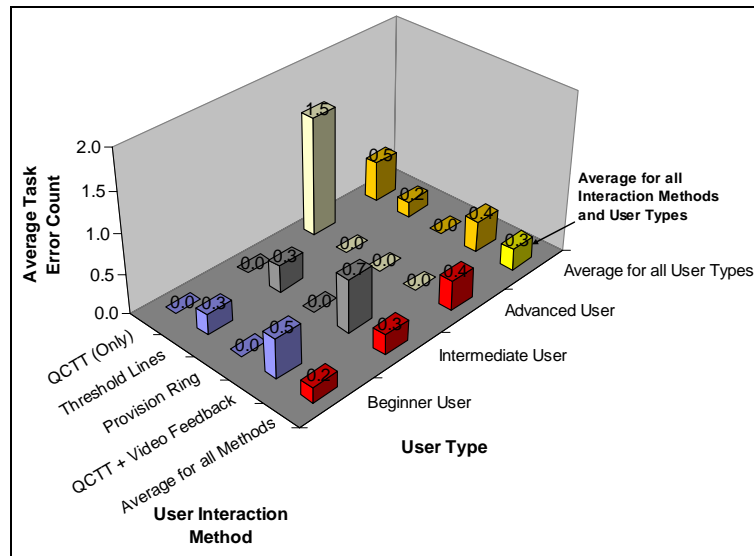 Average Task
Error Count
2.0
1.5
1.0
0.5
0.0
1.5
0.5
0.2
0.0
0.4
0.3
0.0
0.3
0.0
0.0
0.0
0.7
0.0
0.4
0.0
0.3
0.0
0.5
0.3
0.2
Average for all
Interaction Methods
and User Types
Average for all User Types
Advanced User
Intermediate User
Beginner User
User Type
QCTT (Only)
Threshold Lines
Provision Ring
QCTT + Video Feedback
Average for all Methods
User Interaction
Method